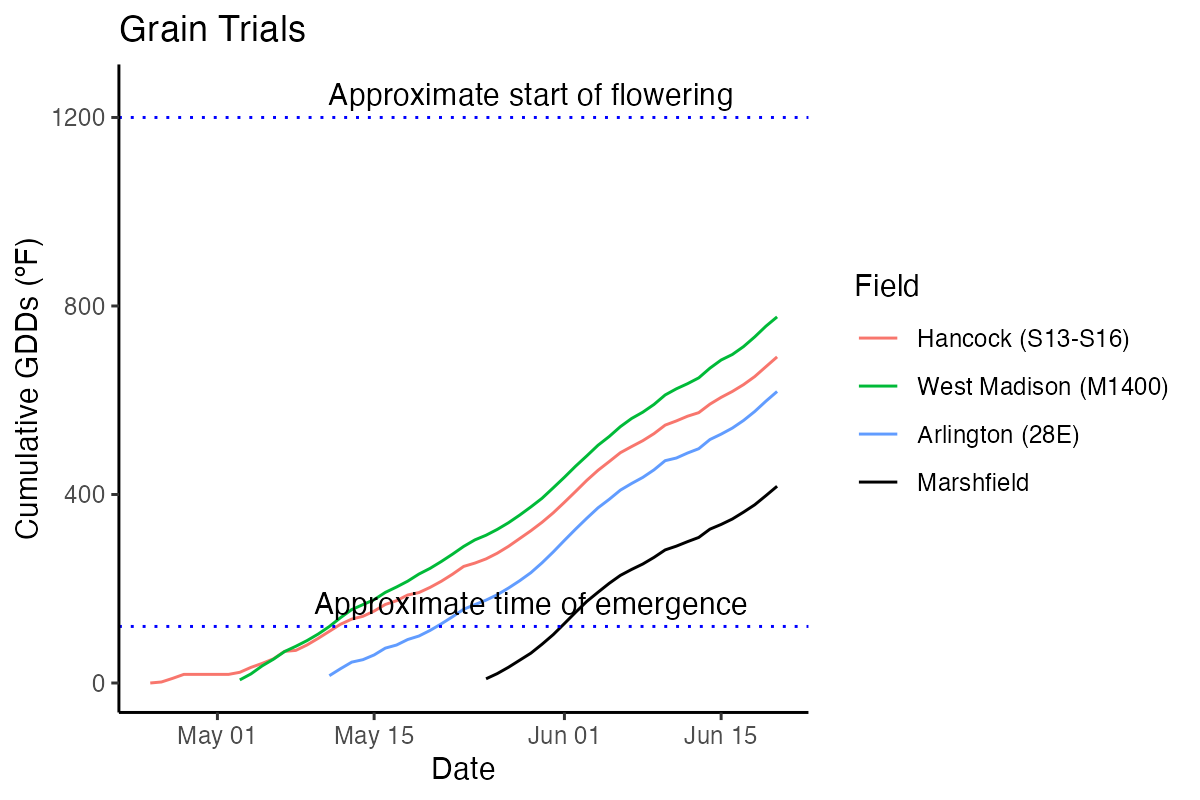 Grain Trials
Approximate start of flowering
1200
800
400
0
Cumulative GDDs (°F)
Approximate time of emergence
May 01
May 15
Jun 01
Jun 15
Date
Field
Hancock (S13-S16)
West Madison (M1400)
Arlington (28E)
Marshfield